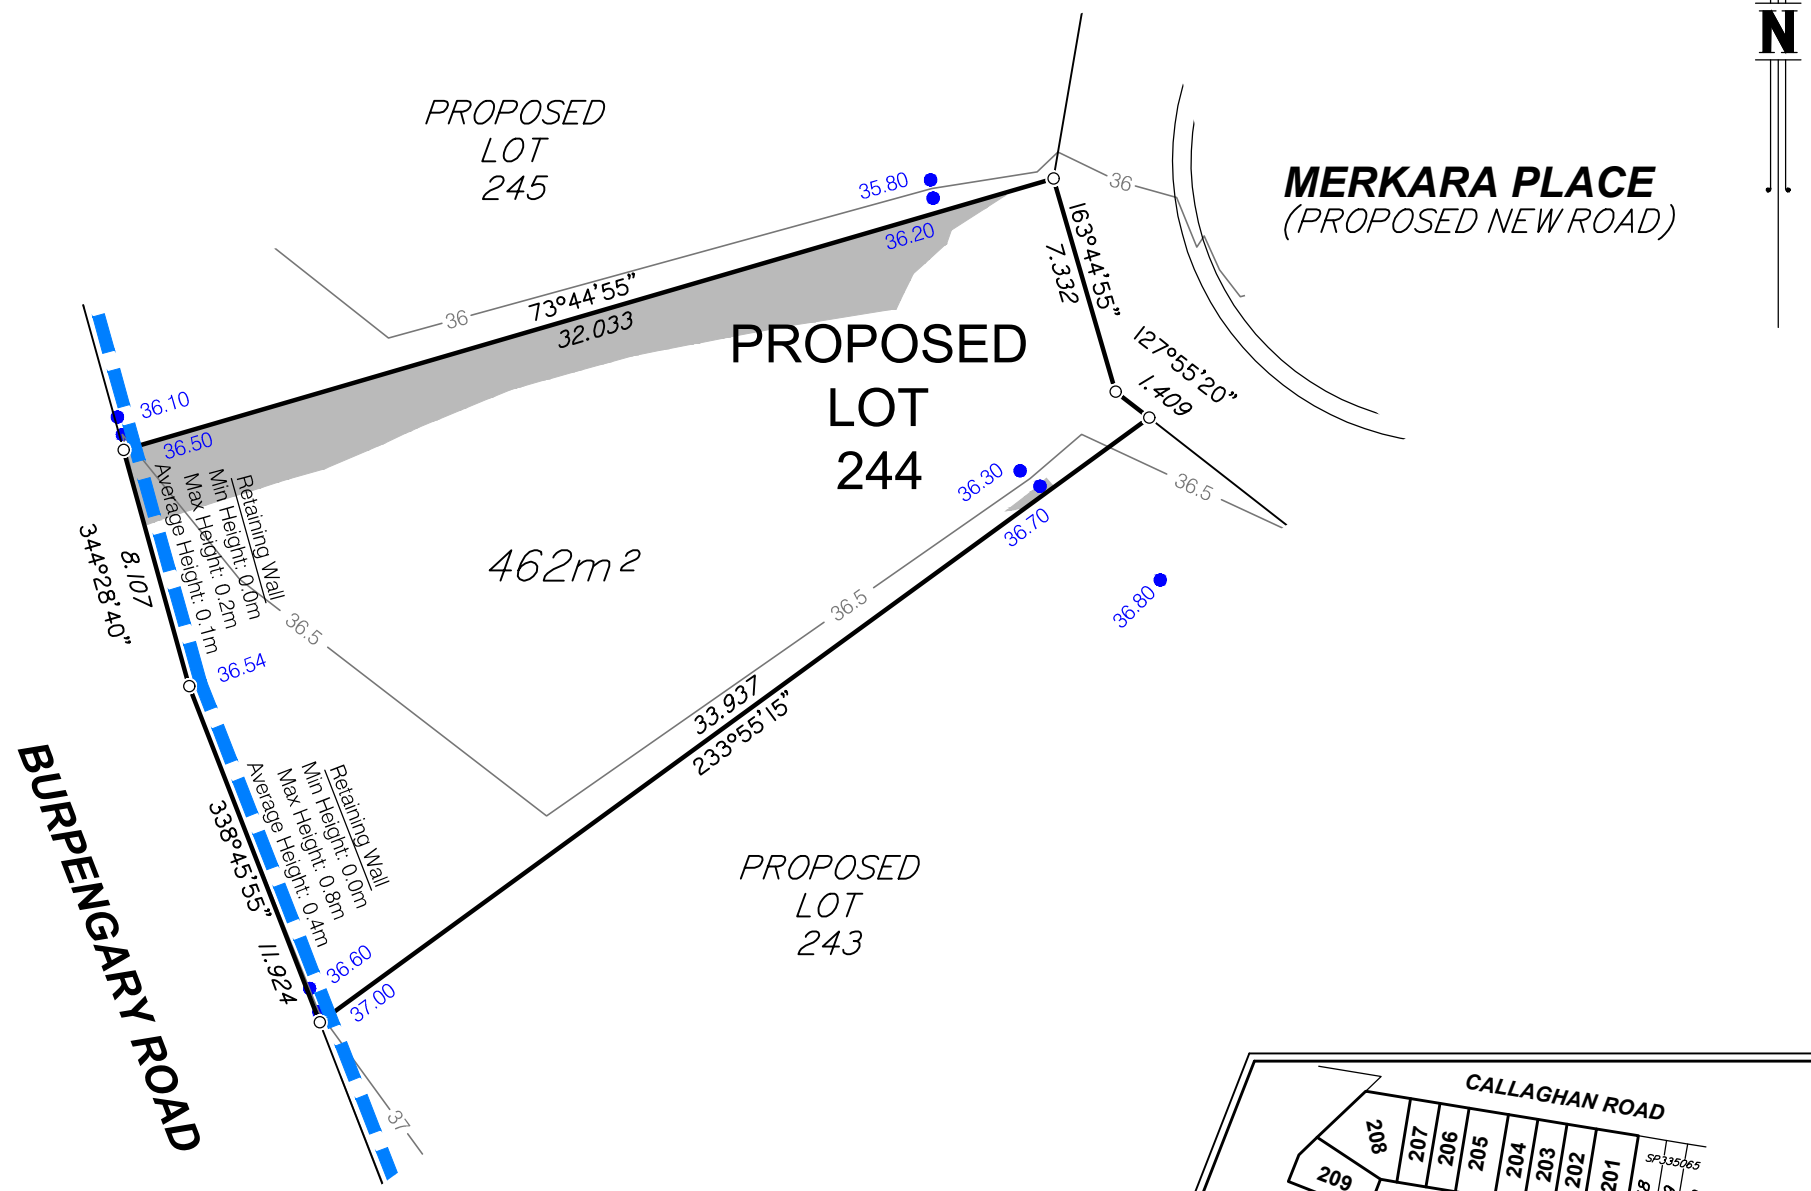 N
PROPOSED
LOT
245
35.80
36.20
36
36
MERKARA PLACE
(PROPOSED NEW ROAD)
163°44'55"
7.332
73°44'55"
32.033
PROPOSED
LOT
244
127°55'20"
1.409
36.10
36.50
Retaining Wall
Min Height: 0.0m
Max Height: 0.2m
Average Height: 0.1m
8.107
344°28'40"
462m²
36.30
36.70
36.5
36.80
36.5
36.5
36.54
33.937
233°55'15"
BURPENGARY ROAD
Retaining Wall
Min Height: 0.0m
Max Height: 0.8m
Average Height: 0.4m
338°45'55"
11.924
36.60
37.00
PROPOSED
LOT
243
37
CALLAGHAN ROAD
208
207
206
205
204
203
202
201
209
SP335065